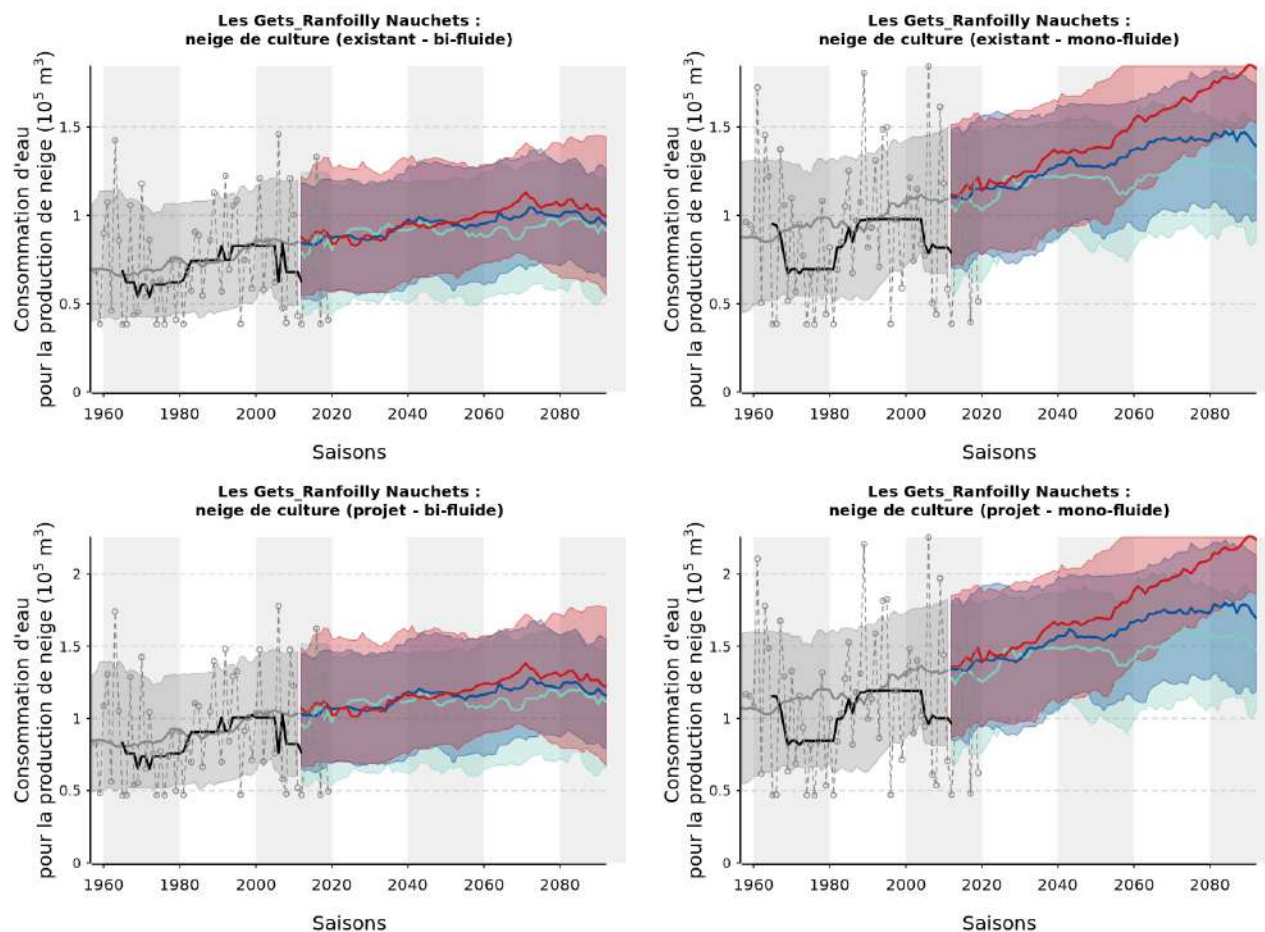 Les Gets_Ranfoilly Nauchets :
neige de culture (existant - bi-fluide)
Consommation d'eau
pour la production de neige (10⁵ m³)
1.5
1
0.5
0
1960 1980 2000 2020 2040 2060 2080
Saisons
Les Gets_Ranfoilly Nauchets :
neige de culture (existant - mono-fluide)
Consommation d'eau
pour la production de neige (10⁵ m³)
1.5
1
0.5
0
1960 1980 2000 2020 2040 2060 2080
Saisons
Les Gets_Ranfoilly Nauchets :
neige de culture (projet - bi-fluide)
Consommation d'eau
pour la production de neige (10⁵ m³)
2
1.5
1
0.5
0
1960 1980 2000 2020 2040 2060 2080
Saisons
Les Gets_Ranfoilly Nauchets :
neige de culture (projet - mono-fluide)
Consommation d'eau
pour la production de neige (10⁵ m³)
2
1.5
1
0.5
0
1960 1980 2000 2020 2040 2060 2080
Saisons